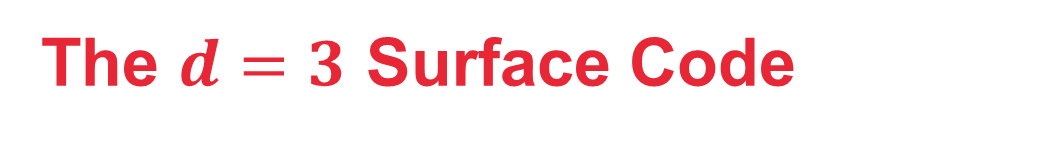 The d = 3 Surface Code